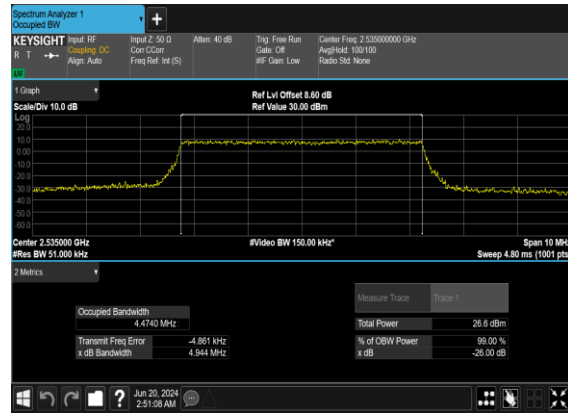 Spectrum Analyzer 1
Occupied BW
KEYSIGHT Input: RF Input Z: 50 Ω Atten: 40 dB Trig: Free Run Center Freq: 2.535000000 GHz
R T Coupling: DC Corr CCorr Gate: Off Avg|Hold: 100/100
Align: Auto Freq Ref: Int (S) #IF Gain: Low Radio Std: None
LW
1 Graph
Ref Lvl Offset 8.60 dB
Scale/Div 10.0 dB Ref Value 30.00 dBm
Log
20.0
10.0
0.00
-10.0
-20.0
-30.0
-40.0
-50.0
-60.0
Center 2.535000 GHz #Video BW 150.00 kHz* Span 10 MHz
#Res BW 51.000 kHz Sweep 4.80 ms (1001 pts
2 Metrics
Measure Trace Trace 1
Occupied Bandwidth
4.4740 MHz Total Power 26.6 dBm
Transmit Freq Error -4.861 kHz % of OBW Power 99.00 %
x dB Bandwidth 4.944 MHz x dB -26.00 dB
? Jun 20, 2024
2:51:08 AM